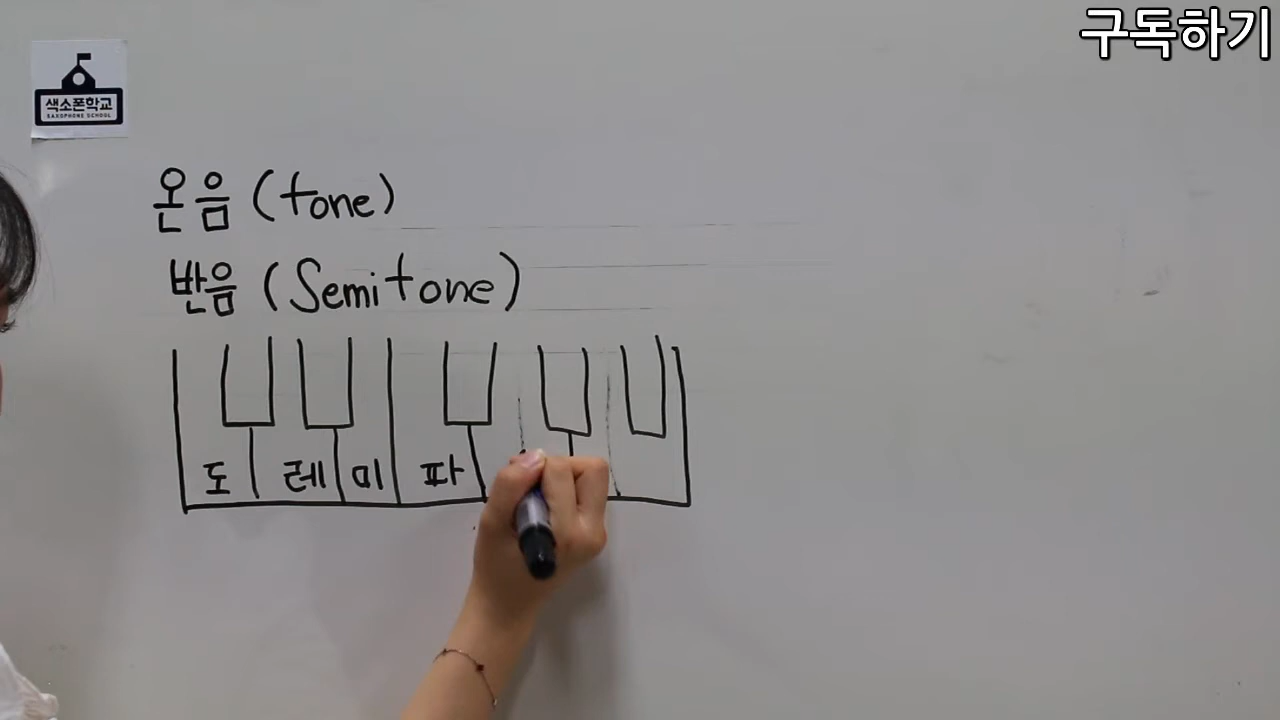 구독하기
색소폰학교
SAXOPHONE SCHOOL
온음 (tone)
반음 (Semitone)
도 레 미 파